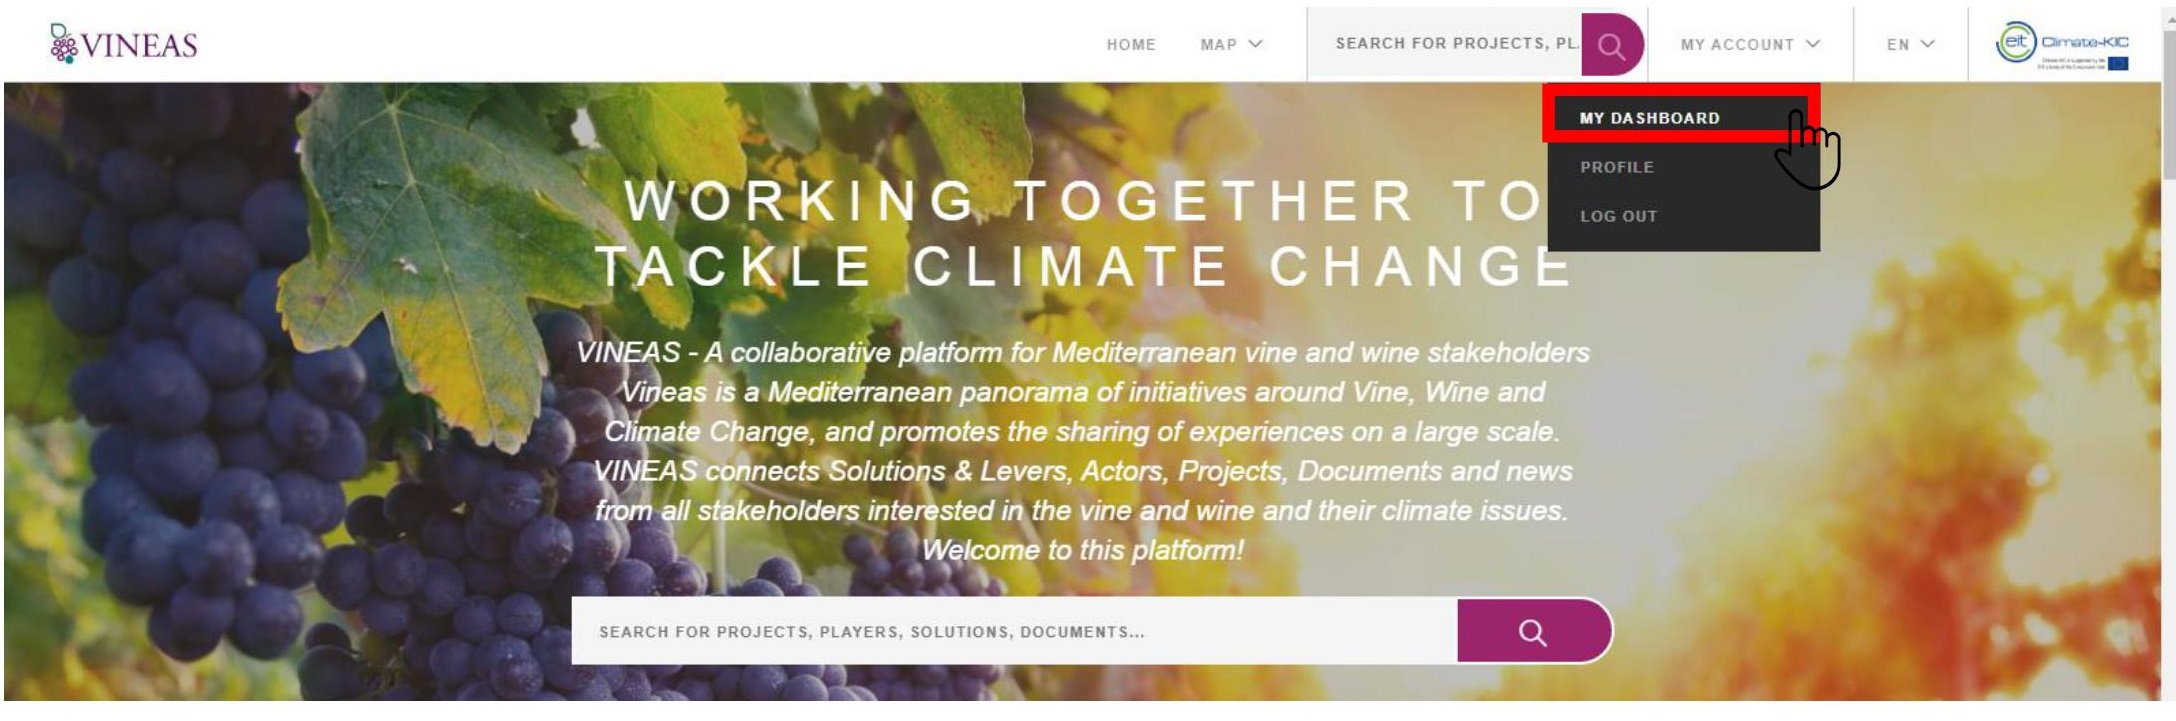 VINEAS
HOME
MAP
SEARCH FOR PROJECTS, PL.
MY ACCOUNT
EN
eit Climate-KIC
MY DASHBOARD
PROFILE
LOG OUT
WORKING TOGETHER TO
TACKLE CLIMATE CHANGE
VINEAS - A collaborative platform for Mediterranean vine and wine stakeholders
Vineas is a Mediterranean panorama of initiatives around Vine, Wine and
Climate Change, and promotes the sharing of experiences on a large scale.
VINEAS connects Solutions & Levers, Actors, Projects, Documents and news
from all stakeholders interested in the vine and wine and their climate issues.
Welcome to this platform!
SEARCH FOR PROJECTS, PLAYERS, SOLUTIONS, DOCUMENTS...